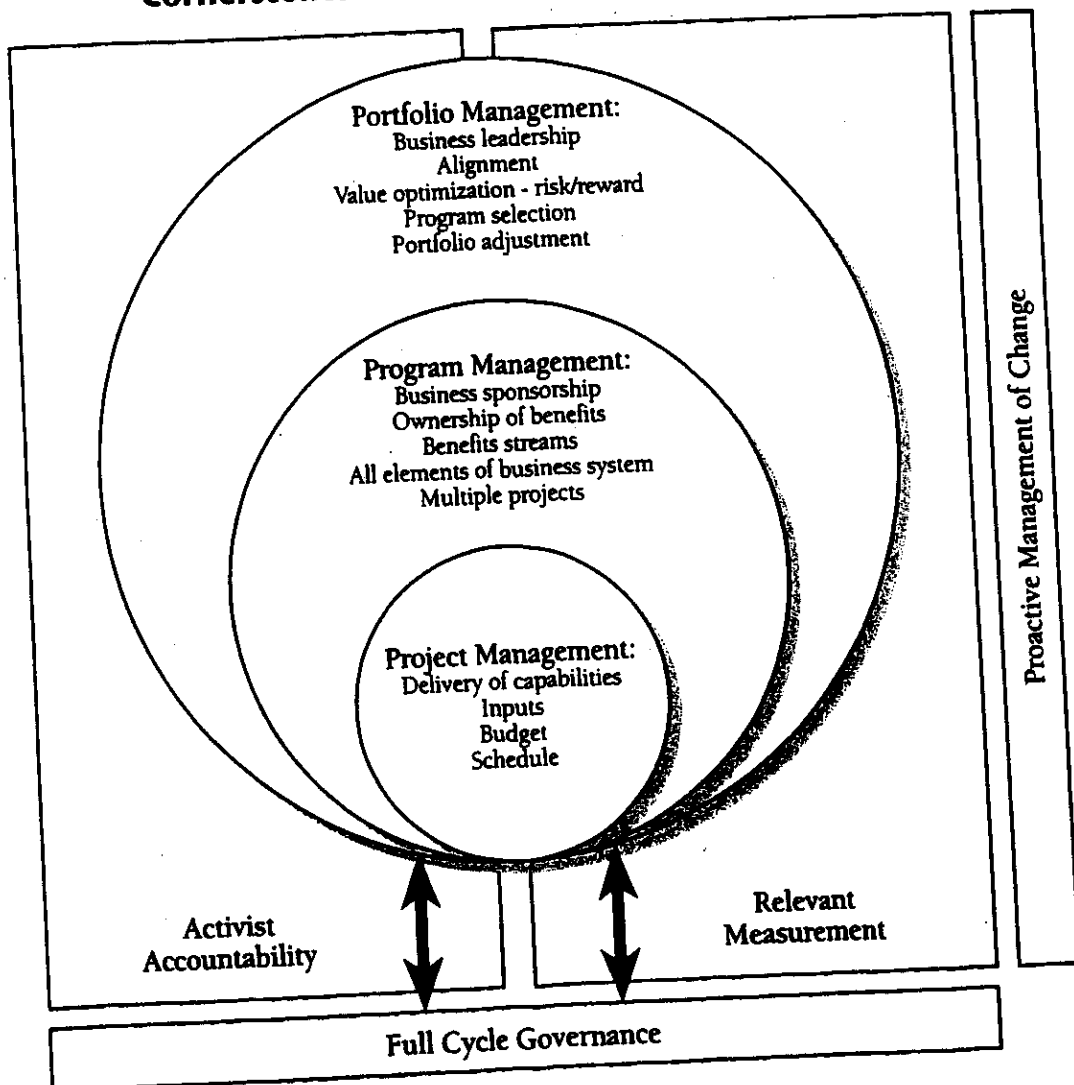 Portfolio Management:
Business leadership
Alignment
Value optimization - risk/reward
Program selection
Portfolio adjustment
Program Management:
Business sponsorship
Ownership of benefits
Benefits streams
All elements of business system
Multiple projects
Project Management:
Delivery of capabilities
Inputs
Budget
Schedule
Activist
Accountability
Relevant
Measurement
Full Cycle Governance
Proactive Management of Change